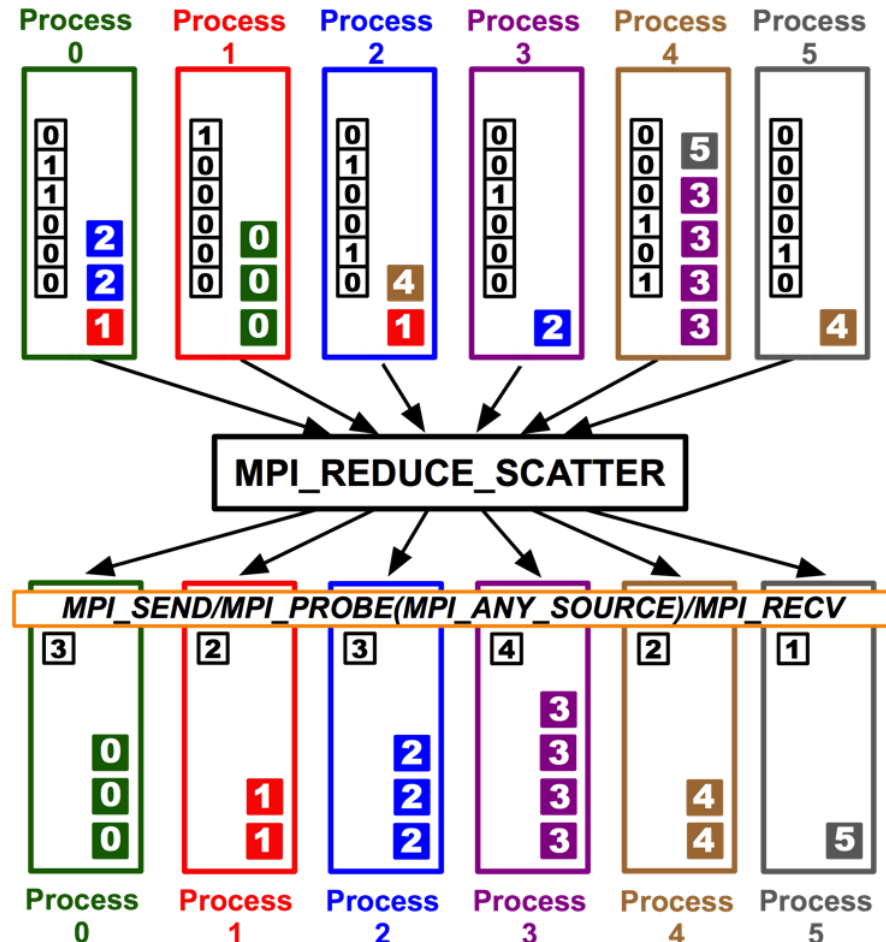 Process 0 Process 1 Process 2 Process 3 Process 4 Process 5
0 1 1 0 0 0
2 2 1
1 0 0 0 0 0
0 0 0
0 1 0 0 1 0
4 1
0 0 1 0 0 0
2
0 0 0 1 0 1
5 3 3 3 3
0 0 0 0 1 0
4
MPI_REDUCE_SCATTER
MPI_SEND/MPI_PROBE(MPI_ANY_SOURCE)/MPI_RECV
3 2 3 4 2 1
0 0 0
1 1
2 2 2
3 3 3 3
4 4
5
Process 0 Process 1 Process 2 Process 3 Process 4 Process 5